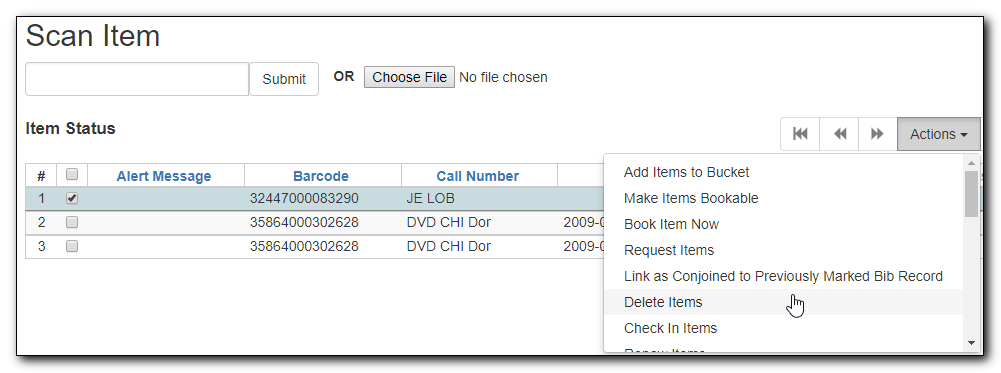 Scan Item
Submit OR Choose File No file chosen
Item Status
Actions
# Alert Message Barcode Call Number
1 32447000083290 JE LOB
2 35864000302628 DVD CHI Dor 2009-0
3 35864000302628 DVD CHI Dor 2009-0
Add Items to Bucket
Make Items Bookable
Book Item Now
Request Items
Link as Conjoined to Previously Marked Bib Record
Delete Items
Check In Items
Renew Items